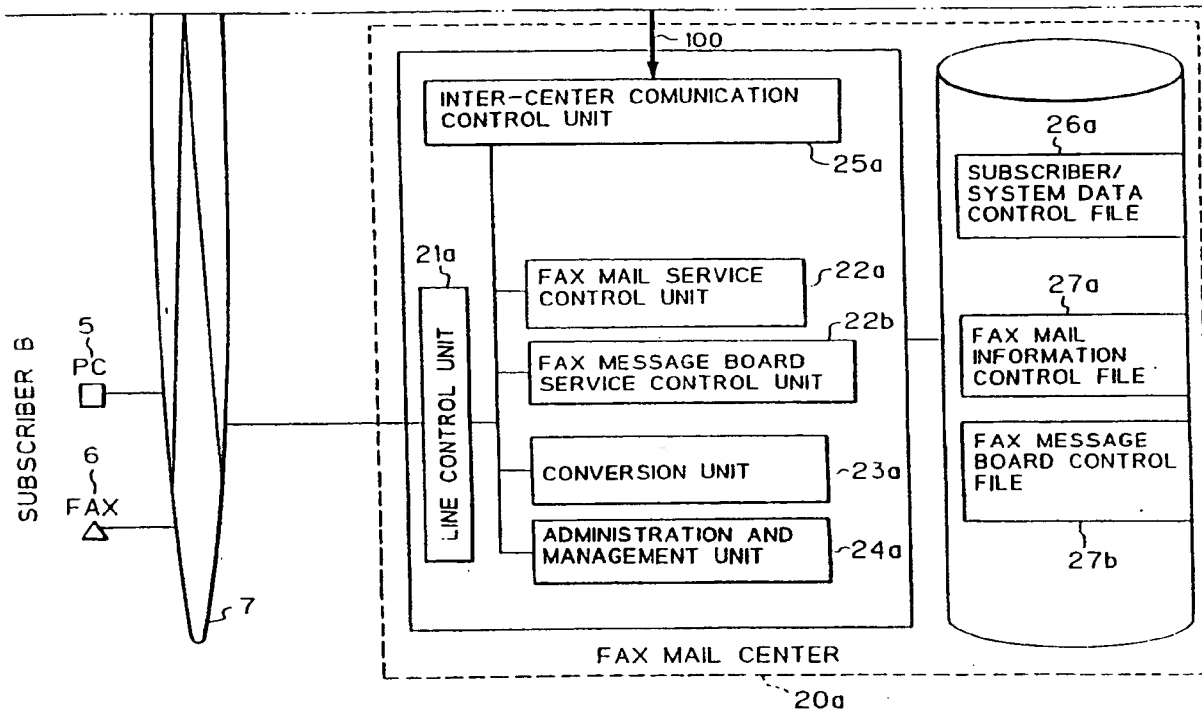 100
INTER-CENTER COMUNICATION
CONTROL UNIT
25a
26a
SUBSCRIBER/
SYSTEM DATA
CONTROL FILE
21a
LINE CONTROL UNIT
FAX MAIL SERVICE
CONTROL UNIT
22a
22b
FAX MESSAGE BOARD
SERVICE CONTROL UNIT
27a
FAX MAIL
INFORMATION
CONTROL FILE
SUBSCRIBER B
5
PC
6
FAX
7
CONVERSION UNIT
23a
ADMINISTRATION AND
MANAGEMENT UNIT
24a
FAX MESSAGE
BOARD CONTROL
FILE
27b
FAX MAIL CENTER
20a